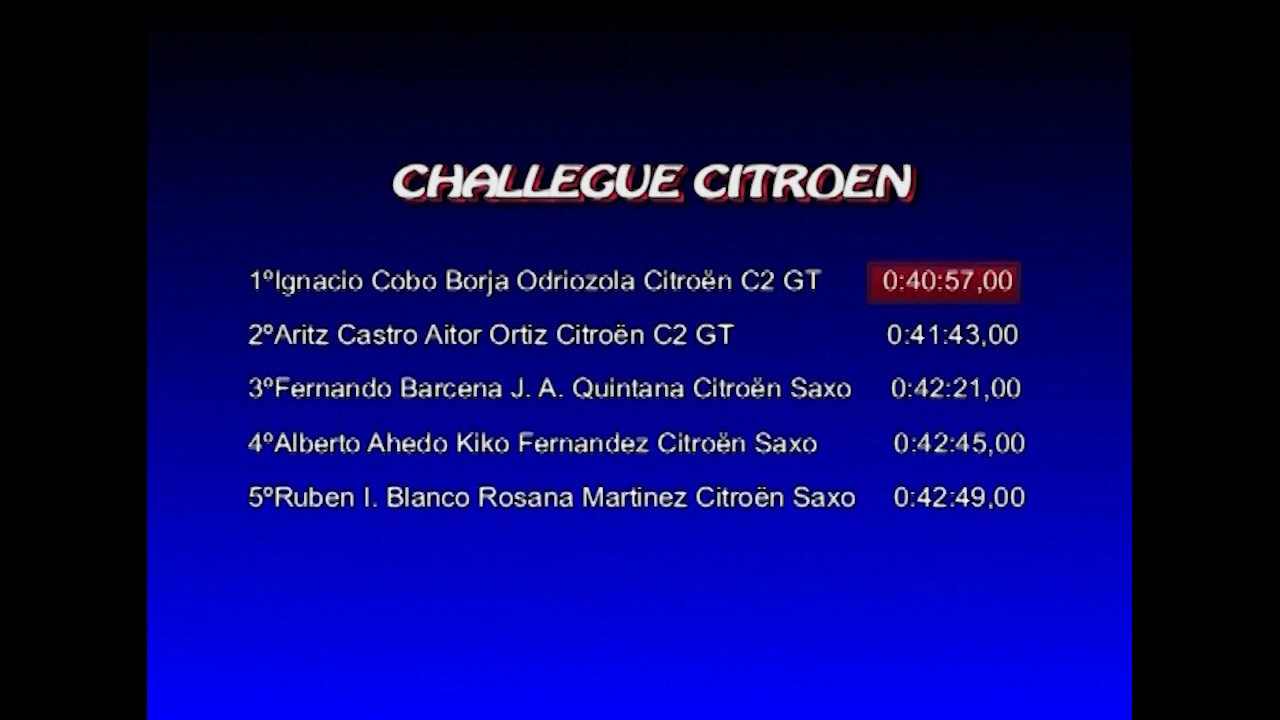 CHALLEGUE CITROEN
1ºIgnacio Cobo Borja Odriozola Citroën C2 GT 0:40:57,00
2ºAritz Castro Aitor Ortiz Citroën C2 GT 0:41:43,00
3ºFernando Barcena J. A. Quintana Citroën Saxo 0:42:21,00
4ºAlberto Ahedo Kiko Fernandez Citroën Saxo 0:42:45,00
5ºRuben I. Blanco Rosana Martinez Citroën Saxo 0:42:49,00